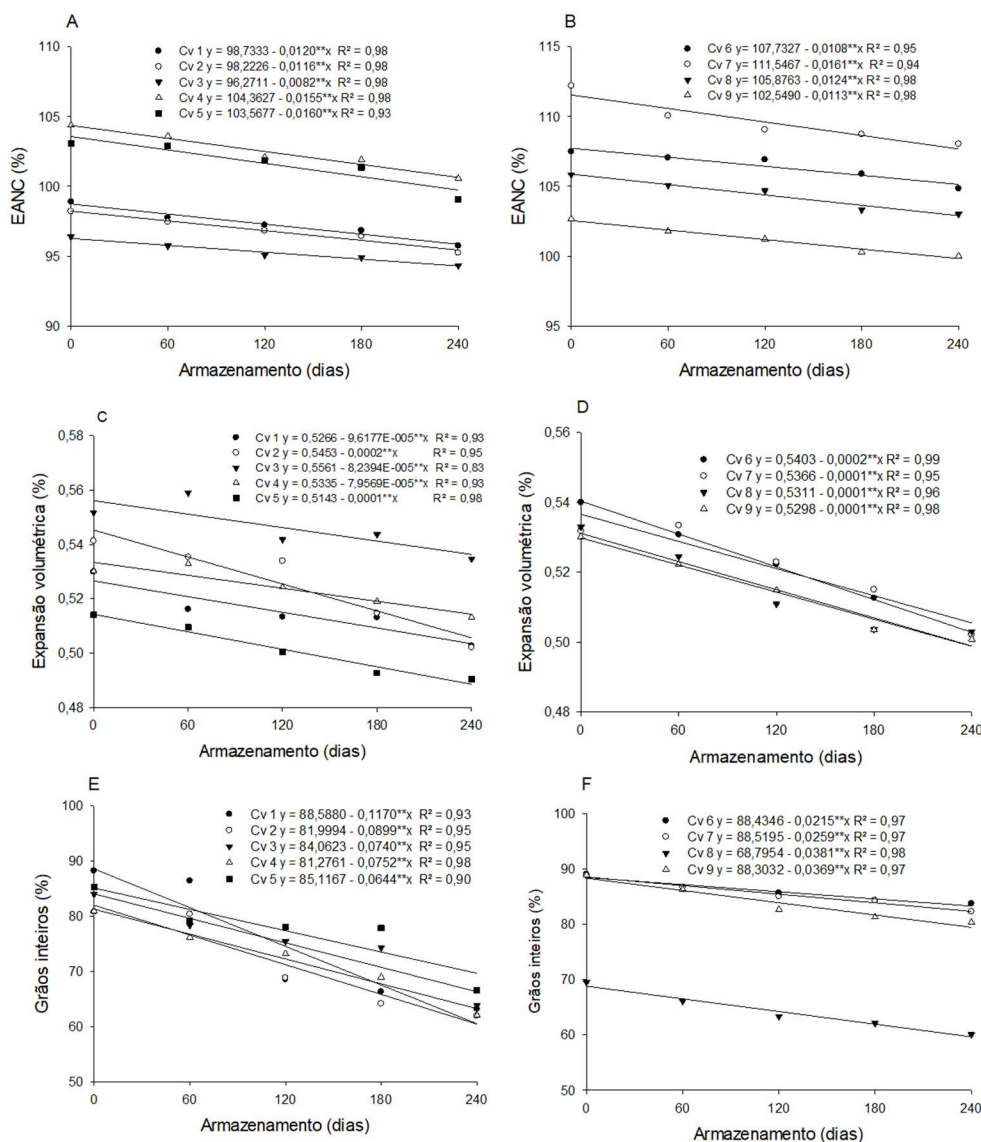 A
Cv 1 y = 98,7333 - 0,0120**x R² = 0,98
Cv 2 y = 98,2226 - 0,0116**x R² = 0,98
Cv 3 y = 96,2711 - 0,0082**x R² = 0,98
Cv 4 y = 104,3627 - 0,0155**x R² = 0,98
Cv 5 y = 103,5677 - 0,0160**x R² = 0,93
EANC (%)
110
105
100
95
90
0 60 120 180 240
Armazenamento (dias)
B
Cv 6 y= 107,7327 - 0,0108**x R² = 0,95
Cv 7 y= 111,5467 - 0,0161**x R² = 0,94
Cv 8 y= 105,8763 - 0,0124**x R² = 0,98
Cv 9 y= 102,5490 - 0,0113**x R² = 0,98
EANC (%)
115
110
105
100
95
0 60 120 180 240
Armazenamento (dias)
C
Cv 1 y = 0,5266 - 9,6177E-005**x R² = 0,93
Cv 2 y = 0,5453 - 0,0002**x R² = 0,95
Cv 3 y = 0,5561 - 8,2394E-005**x R² = 0,83
Cv 4 y = 0,5335 - 7,9569E-005**x R² = 0,93
Cv 5 y = 0,5143 - 0,0001**x R² = 0,98
Expansão volumétrica (%)
0,58
0,56
0,54
0,52
0,50
0,48
0 60 120 180 240
Armazenamento (dias)
D
Cv 6 y = 0,5403 - 0,0002**x R² = 0,99
Cv 7 y = 0,5366 - 0,0001**x R² = 0,95
Cv 8 y = 0,5311 - 0,0001**x R² = 0,96
Cv 9 y = 0,5298 - 0,0001**x R² = 0,98
Expansão volumétrica (%)
0,56
0,54
0,52
0,50
0,48
0 60 120 180 240
Armazenamento (dias)
E
Cv 1 y = 88,5880 - 0,1170**x R² = 0,93
Cv 2 y = 81,9994 - 0,0899**x R² = 0,95
Cv 3 y = 84,0623 - 0,0740**x R² = 0,95
Cv 4 y = 81,2761 - 0,0752**x R² = 0,98
Cv 5 y = 85,1167 - 0,0644**x R² = 0,90
Grãos inteiros (%)
100
90
80
70
60
50
0 60 120 180 240
Armazenamento (dias)
F
Cv 6 y = 88,4346 - 0,0215**x R² = 0,97
Cv 7 y = 88,5195 - 0,0259**x R² = 0,97
Cv 8 y = 68,7954 - 0,0381**x R² = 0,98
Cv 9 y = 88,3032 - 0,0369**x R² = 0,97
Grãos inteiros (%)
100
90
80
70
60
50
0 60 120 180 240
Armazenamento (dias)